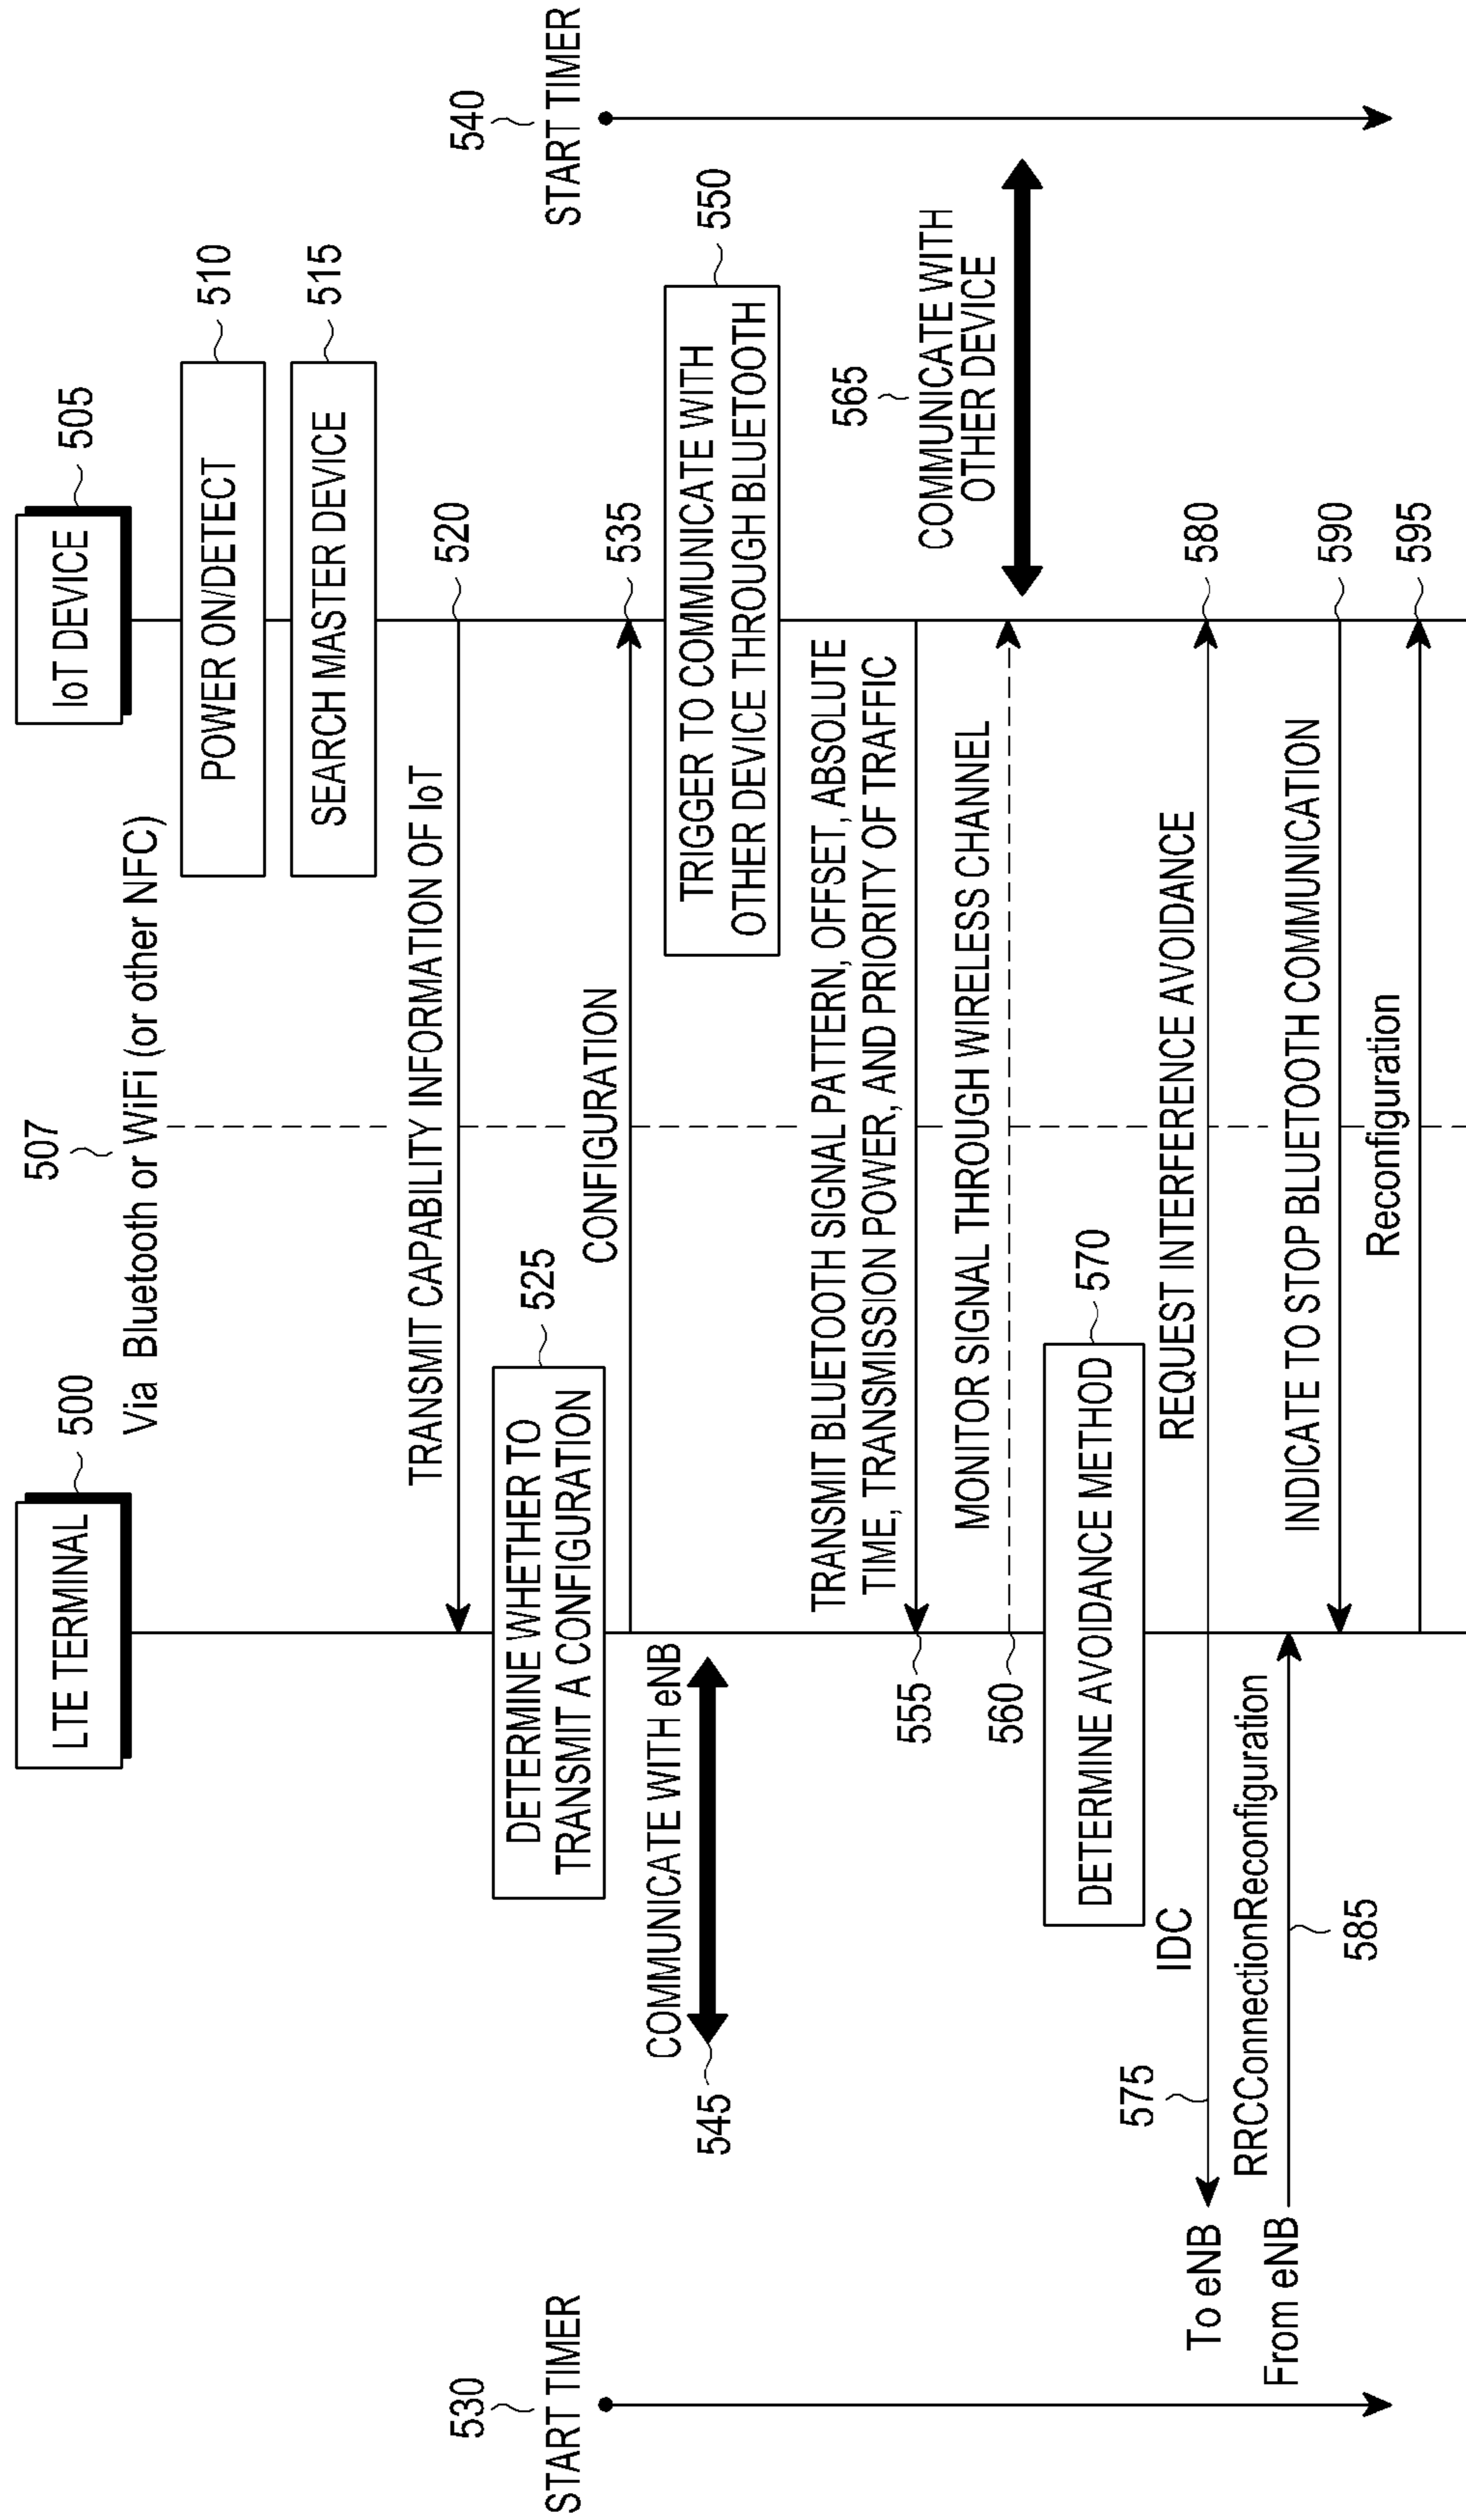 LTE TERMINAL
500
507
Via Bluetooth or WiFi (or other NFC)
IoT DEVICE
505
POWER ON/DETECT
510
SEARCH MASTER DEVICE
515
TRANSMIT CAPABILITY INFORMATION OF IoT
520
530
START TIMER
DETERMINE WHETHER TO
TRANSMIT A CONFIGURATION
525
CONFIGURATION
535
540
START TIMER
COMMUNICATE WITH eNB
545
TRIGGER TO COMMUNICATE WITH
OTHER DEVICE THROUGH BLUETOOTH
550
TRANSMIT BLUETOOTH SIGNAL PATTERN, OFFSET, ABSOLUTE
TIME, TRANSMISSION POWER, AND PRIORITY OF TRAFFIC
555
MONITOR SIGNAL THROUGH WIRELESS CHANNEL
560
565
COMMUNICATE WITH
OTHER DEVICE
DETERMINE AVOIDANCE METHOD
570
575
IDC
To eNB
REQUEST INTERFERENCE AVOIDANCE
580
RRCConnectionReconfiguration
From eNB
585
INDICATE TO STOP BLUETOOTH COMMUNICATION
590
Reconfiguration
595